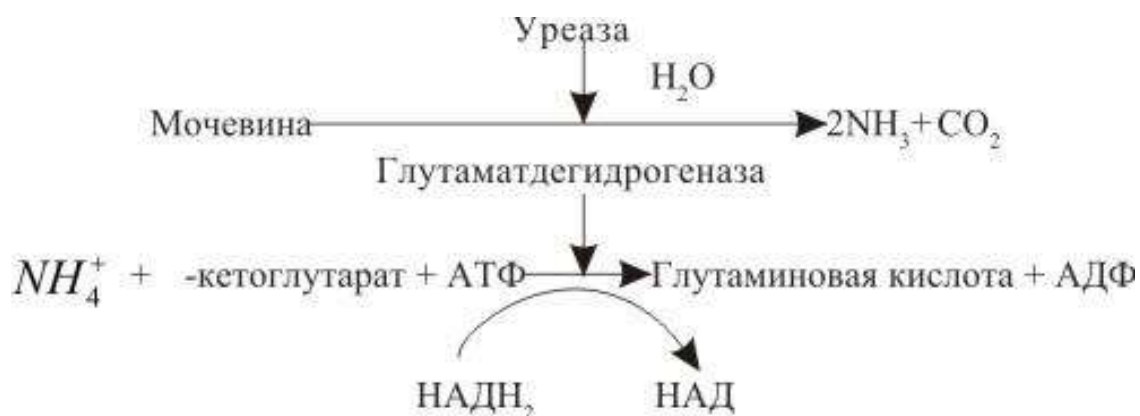 Уреаза
H₂O
Мочевина 2NH₃+CO₂
Глутаматдегидрогеназа
NH₄⁺ + -кетоглутарат + АТФ Глутаминовая кислота + АДФ
НАДН₂ НАД